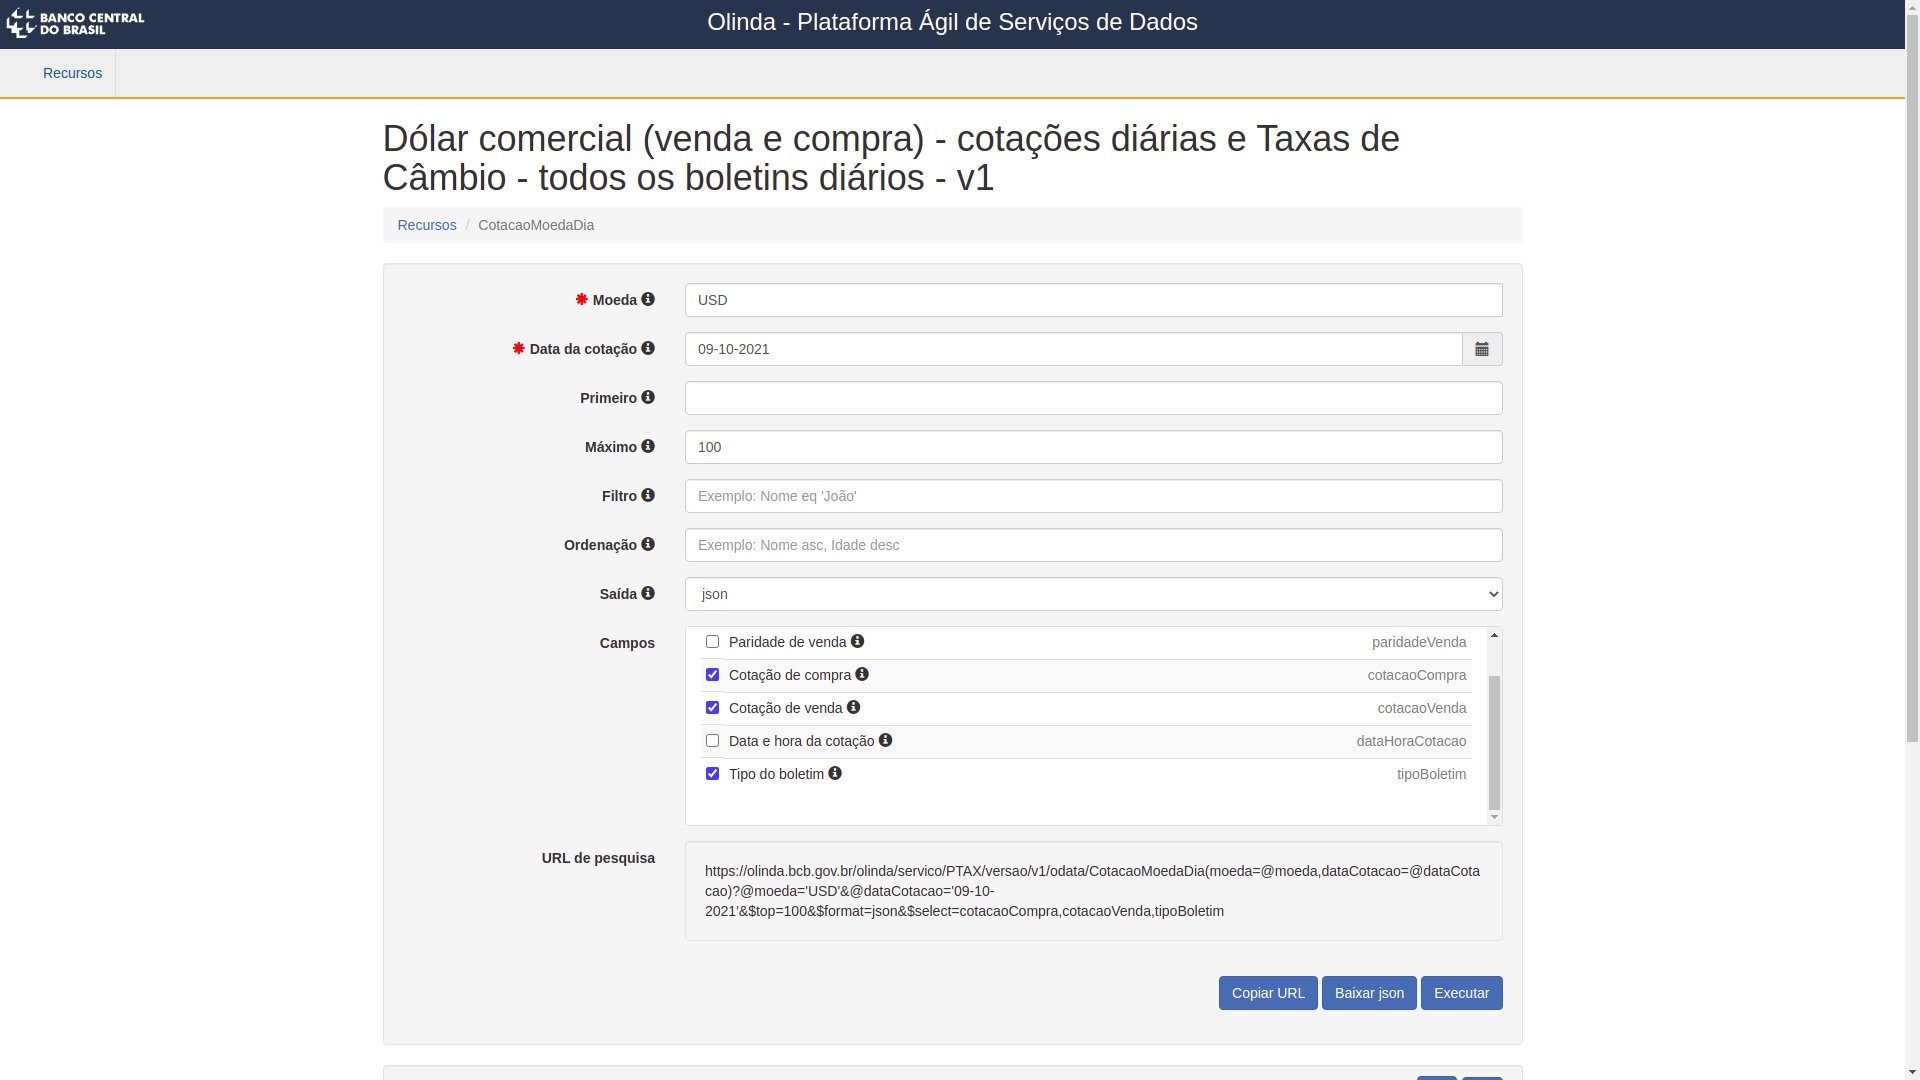 BANCO CENTRAL
DO BRASIL
Olinda - Plataforma Ágil de Serviços de Dados
Recursos
Dólar comercial (venda e compra) - cotações diárias e Taxas de
Câmbio - todos os boletins diários - v1
Recursos / CotacaoMoedaDia
Moeda
USD
Data da cotação
09-10-2021
Primeiro
Máximo
100
Filtro
Exemplo: Nome eq 'João'
Ordenação
Exemplo: Nome asc, Idade desc
Saída
json
Campos
Paridade de venda paridadeVenda
Cotação de compra cotacaoCompra
Cotação de venda cotacaoVenda
Data e hora da cotação dataHoraCotacao
Tipo do boletim tipoBoletim
URL de pesquisa
https://olinda.bcb.gov.br/olinda/servico/PTAX/versao/v1/odata/CotacaoMoedaDia(moeda=@moeda,dataCotacao=@dataCota
cao)?@moeda='USD'&@dataCotacao='09-10-
2021'&$top=100&$format=json&$select=cotacaoCompra,cotacaoVenda,tipoBoletim
Copiar URL Baixar json Executar